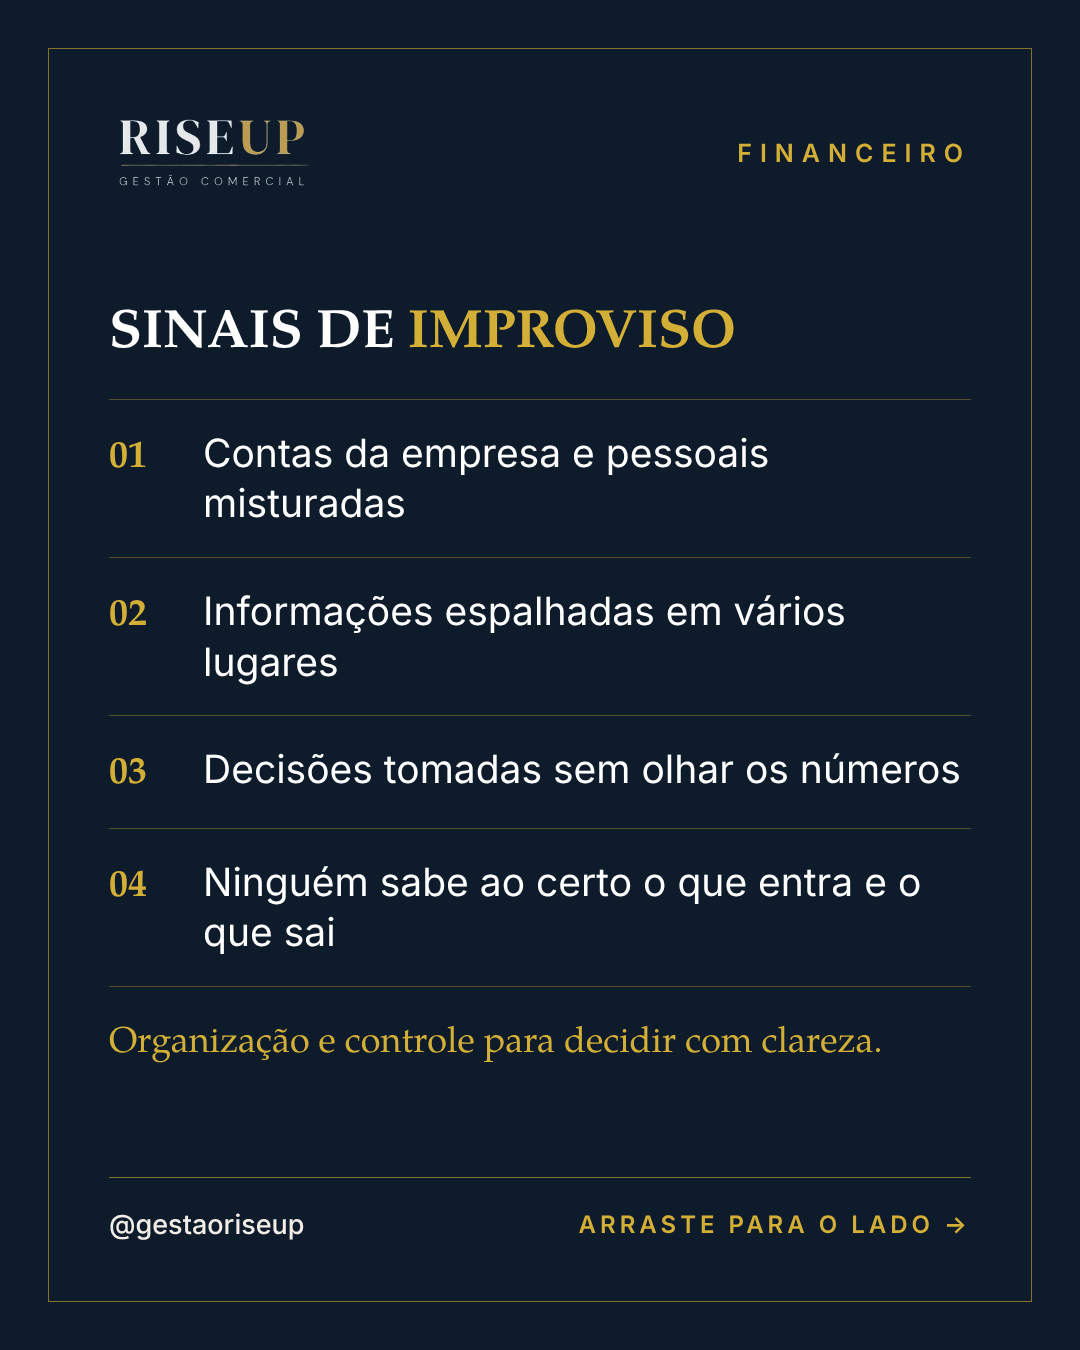 RISEUP
GESTÃO COMERCIAL
FINANCEIRO
SINAIS DE IMPROVISO
01 Contas da empresa e pessoais
misturadas
02 Informações espalhadas em vários
lugares
03 Decisões tomadas sem olhar os números
04 Ninguém sabe ao certo o que entra e o
que sai
Organização e controle para decidir com clareza.
@gestaoriseup
ARRASTE PARA O LADO →